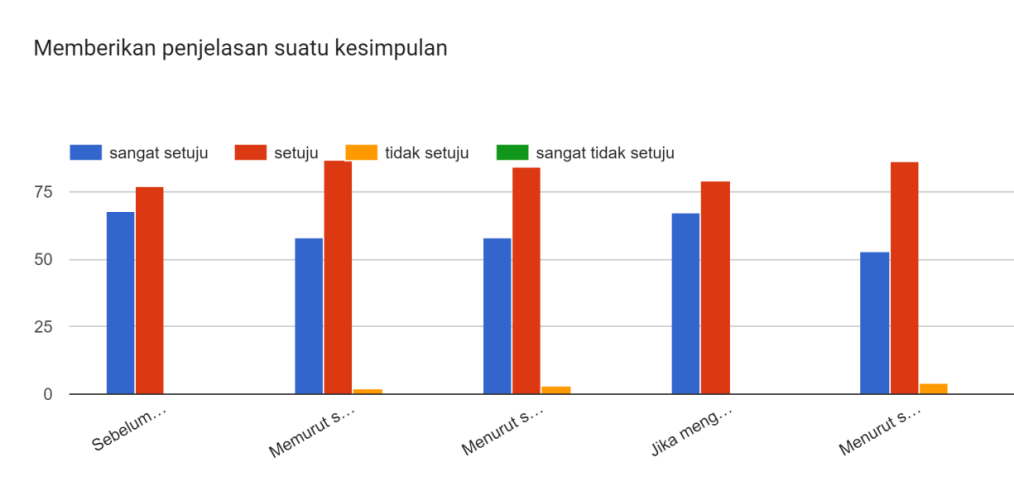 Memberikan penjelasan suatu kesimpulan
sangat setuju setuju tidak setuju sangat tidak setuju
75
50
25
0
Sebelum…
Memurut s…
Menurut s…
Jika meng…
Menurut s…